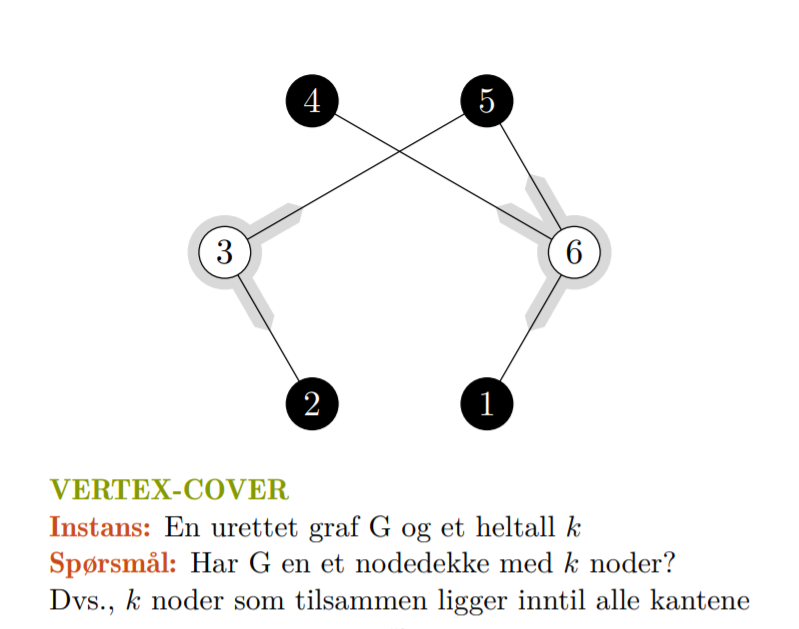 4 5
3 6
2 1
VERTEX-COVER
Instans: En urettet graf G og et heltall k
Spørsmål: Har G en et nodedekke med k noder?
Dvs., k noder som tilsammen ligger inntil alle kantene